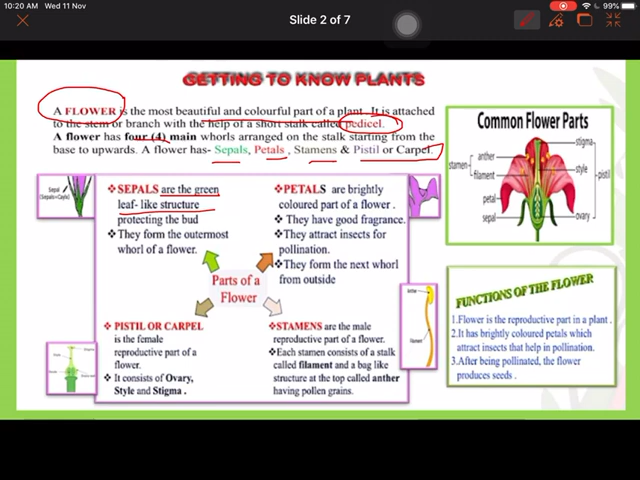 10:20 AM Wed 11 Nov
99%
Slide 2 of 7
GETTING TO KNOW PLANTS
A FLOWER is the most beautiful and colourful part of a plant. It is attached
to the stem or branch with the help of a short stalk called pedicel.
A flower has four (4) main whorls arranged on the stalk starting from the
base to upwards. A flower has- Sepals, Petals , Stamens & Pistil or Carpel.
Sepal
(Sepals=Calyx)
❖ SEPALS are the green
leaf- like structure
protecting the bud
❖They form the outermost
whorl of a flower.
❖PETALS are brightly
coloured part of a flower .
❖ They have good fragrance.
❖They attract insects for
pollination.
❖They form the next whorl
from outside
Parts of a
Flower
❖ PISTIL OR CARPEL
is the female
reproductive part of a
flower.
❖ It consists of Ovary,
Style and Stigma .
❖STAMENS are the male
reproductive part of flower.
❖Each stamen consists of a stalk
called filament and a bag like
structure at the top called anther
having pollen grains.
Common Flower Parts
stigma
stamen
anther
filament
style
pistil
petal
sepal
ovary
FUNCTIONS OF THE FLOWER
1.Flower is the reproductive part in a plant .
2.It has brightly coloured petals which
attract insects that help in pollination.
3.After being pollinated, the flower
produces seeds .